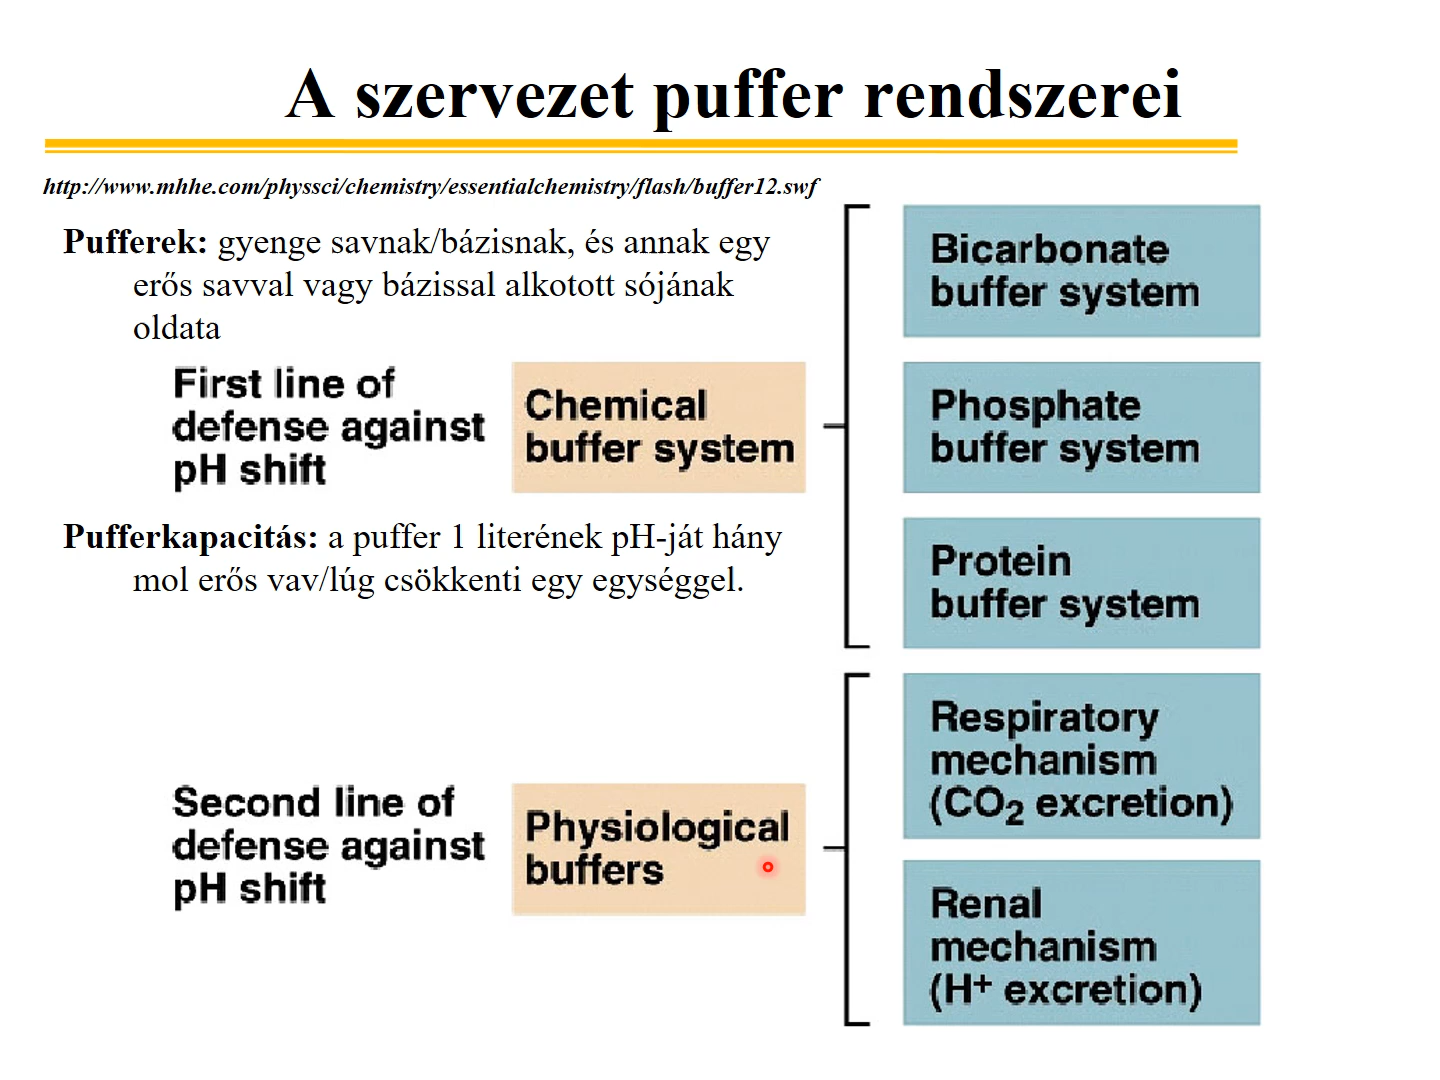 A szervezet puffer rendszerei
http://www.mhhe.com/physsci/chemistry/essentialchemistry/flash/buffer12.swf
Pufferek: gyenge savnak/bázisnak, és annak egy
erős savval vagy bázissal alkotott sójának
oldata
First line of
defense against
pH shift
Chemical
buffer system
Bicarbonate
buffer system
Phosphate
buffer system
Protein
buffer system
Pufferkapacitás: a puffer 1 literének pH-ját hány
mol erős vav/lúg csökkenti egy egységgel.
Second line of
defense against
pH shift
Physiological
buffers
Respiratory
mechanism
(CO₂ excretion)
Renal
mechanism
(H⁺ excretion)